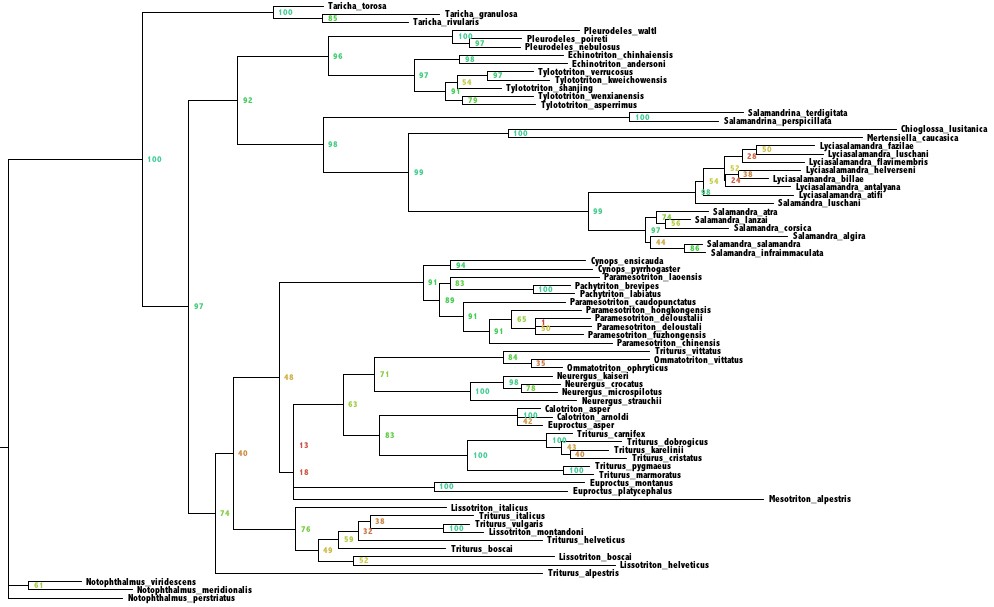 Taricha_torosa
100
Taricha_granulosa
85
Taricha_rivularis
Pleurodeles_waltl
100
Pleurodeles_poireti
97
Pleurodeles_nebulosus
96
Echinotriton_chinhaiensis
98
Echinotriton_andersoni
97
Tylototriton_verrucosus
97
Tylototriton_kweichowensis
54
Tylototriton_shanjing
91
Tylototriton_wenxianensis
79
Tylototriton_asperrimus
92
Salamandrina_terdigitata
100
Salamandrina_perspicillata
98
Chioglossa_lusitanica
100
Mertensiella_caucasica
99
Lyciasalamandra_fazilae
50
Lyciasalamandra_luschani
28
Lyciasalamandra_flavimembris
52
Lyciasalamandra_helverseni
38
Lyciasalamandra_billae
24
54
Lyciasalamandra_antalyana
98
Lyciasalamandra_atifi
Salamandra_luschani
99
Salamandra_atra
74
Salamandra_lanzai
56
Salamandra_corsica
97
Salamandra_algira
44
Salamandra_salamandra
86
Salamandra_infraimmaculata
100
97
Cynops_ensicauda
94
Cynops_pyrrhogaster
91
Paramesotriton_laoensis
83
Pachytriton_brevipes
100
Pachytriton_labiatus
89
Paramesotriton_caudopunctatus
91
Paramesotriton_hongkongensis
65
Paramesotriton_deloustalii
1
Paramesotriton_deloustali
50
Paramesotriton_fuzhongensis
91
Paramesotriton_chinensis
48
Triturus_vittatus
84
Ommatotriton_vittatus
35
Ommatotriton_ophryticus
71
Neurergus_kaiseri
98
Neurergus_crocatus
78
Neurergus_microspilotus
100
Neurergus_strauchii
63
Calotriton_asper
100
Calotriton_arnoldi
42
Euproctus_asper
83
Triturus_carnifex
100
Triturus_dobrogicus
43
Triturus_karelinii
40
Triturus_cristatus
100
Triturus_pygmaeus
100
Triturus_marmoratus
13
18
Euproctus_montanus
100
Euproctus_platycephalus
Mesotriton_alpestris
40
74
Lissotriton_italicus
76
Triturus_italicus
38
Triturus_vulgaris
100
Lissotriton_montandoni
32
Triturus_helveticus
59
Triturus_boscai
49
Lissotriton_boscai
52
Lissotriton_helveticus
Triturus_alpestris
Notophthalmus_viridescens
61
Notophthalmus_meridionalis
Notophthalmus_perstriatus